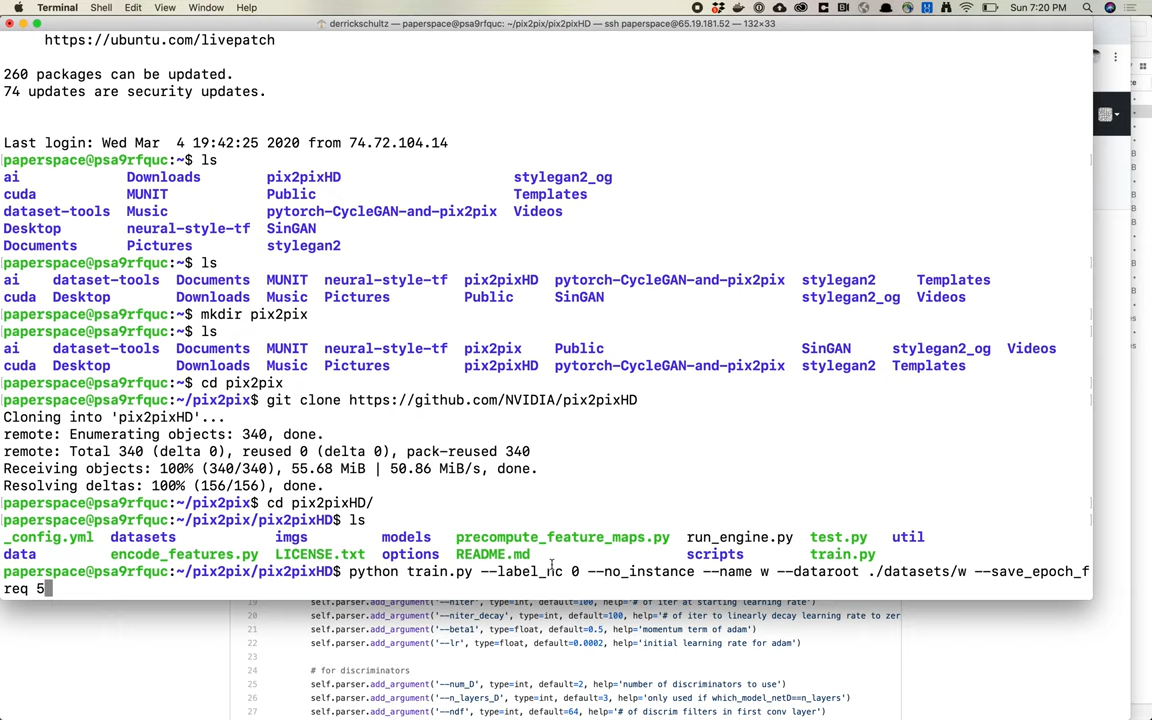 Terminal Shell Edit View Window Help Sun 7:20 PM
derrickschultz — paperspace@psa9rfquc: ~/pix2pix/pix2pixHD — ssh paperspace@65.19.181.52 — 132×33
https://ubuntu.com/livepatch
260 packages can be updated.
74 updates are security updates.
Last login: Wed Mar  4 19:42:25 2020 from 74.72.104.14
paperspace@psa9rfquc:~$ ls
ai Downloads pix2pixHD stylegan2_og
cuda MUNIT Public Templates
dataset-tools Music pytorch-CycleGAN-and-pix2pix Videos
Desktop neural-style-tf SinGAN
Documents Pictures stylegan2
paperspace@psa9rfquc:~$ ls
ai dataset-tools Documents MUNIT neural-style-tf pix2pixHD pytorch-CycleGAN-and-pix2pix stylegan2 Templates
cuda Desktop Downloads Music Pictures Public SinGAN stylegan2_og Videos
paperspace@psa9rfquc:~$ mkdir pix2pix
paperspace@psa9rfquc:~$ ls
ai dataset-tools Documents MUNIT neural-style-tf pix2pix Public SinGAN stylegan2_og Videos
cuda Desktop Downloads Music Pictures pix2pixHD pytorch-CycleGAN-and-pix2pix stylegan2 Templates
paperspace@psa9rfquc:~$ cd pix2pix
paperspace@psa9rfquc:~/pix2pix$ git clone https://github.com/NVIDIA/pix2pixHD
Cloning into 'pix2pixHD'...
remote: Enumerating objects: 340, done.
remote: Total 340 (delta 0), reused 0 (delta 0), pack-reused 340
Receiving objects: 100% (340/340), 55.68 MiB | 50.86 MiB/s, done.
Resolving deltas: 100% (156/156), done.
paperspace@psa9rfquc:~/pix2pix$ cd pix2pixHD/
paperspace@psa9rfquc:~/pix2pix/pix2pixHD$ ls
_config.yml datasets imgs models precompute_feature_maps.py run_engine.py test.py util
data encode_features.py LICENSE.txt options README.md scripts train.py
paperspace@psa9rfquc:~/pix2pix/pix2pixHD$ python train.py --label_nc 0 --no_instance --name w --dataroot ./datasets/w --save_epoch_f
req 5
19 self.parser.add_argument('--niter', type=int, default=100, help='# of iter at starting learning rate')
20 self.parser.add_argument('--niter_decay', type=int, default=100, help='# of iter to linearly decay learning rate to zer
21 self.parser.add_argument('--beta1', type=float, default=0.5, help='momentum term of adam')
22 self.parser.add_argument('--lr', type=float, default=0.0002, help='initial learning rate for adam')
23
24 # for discriminators
25 self.parser.add_argument('--num_D', type=int, default=2, help='number of discriminators to use')
26 self.parser.add_argument('--n_layers_D', type=int, default=3, help='only used if which_model_netD==n_layers')
27 self.parser.add_argument('--ndf', type=int, default=64, help='# of discrim filters in first conv layer')